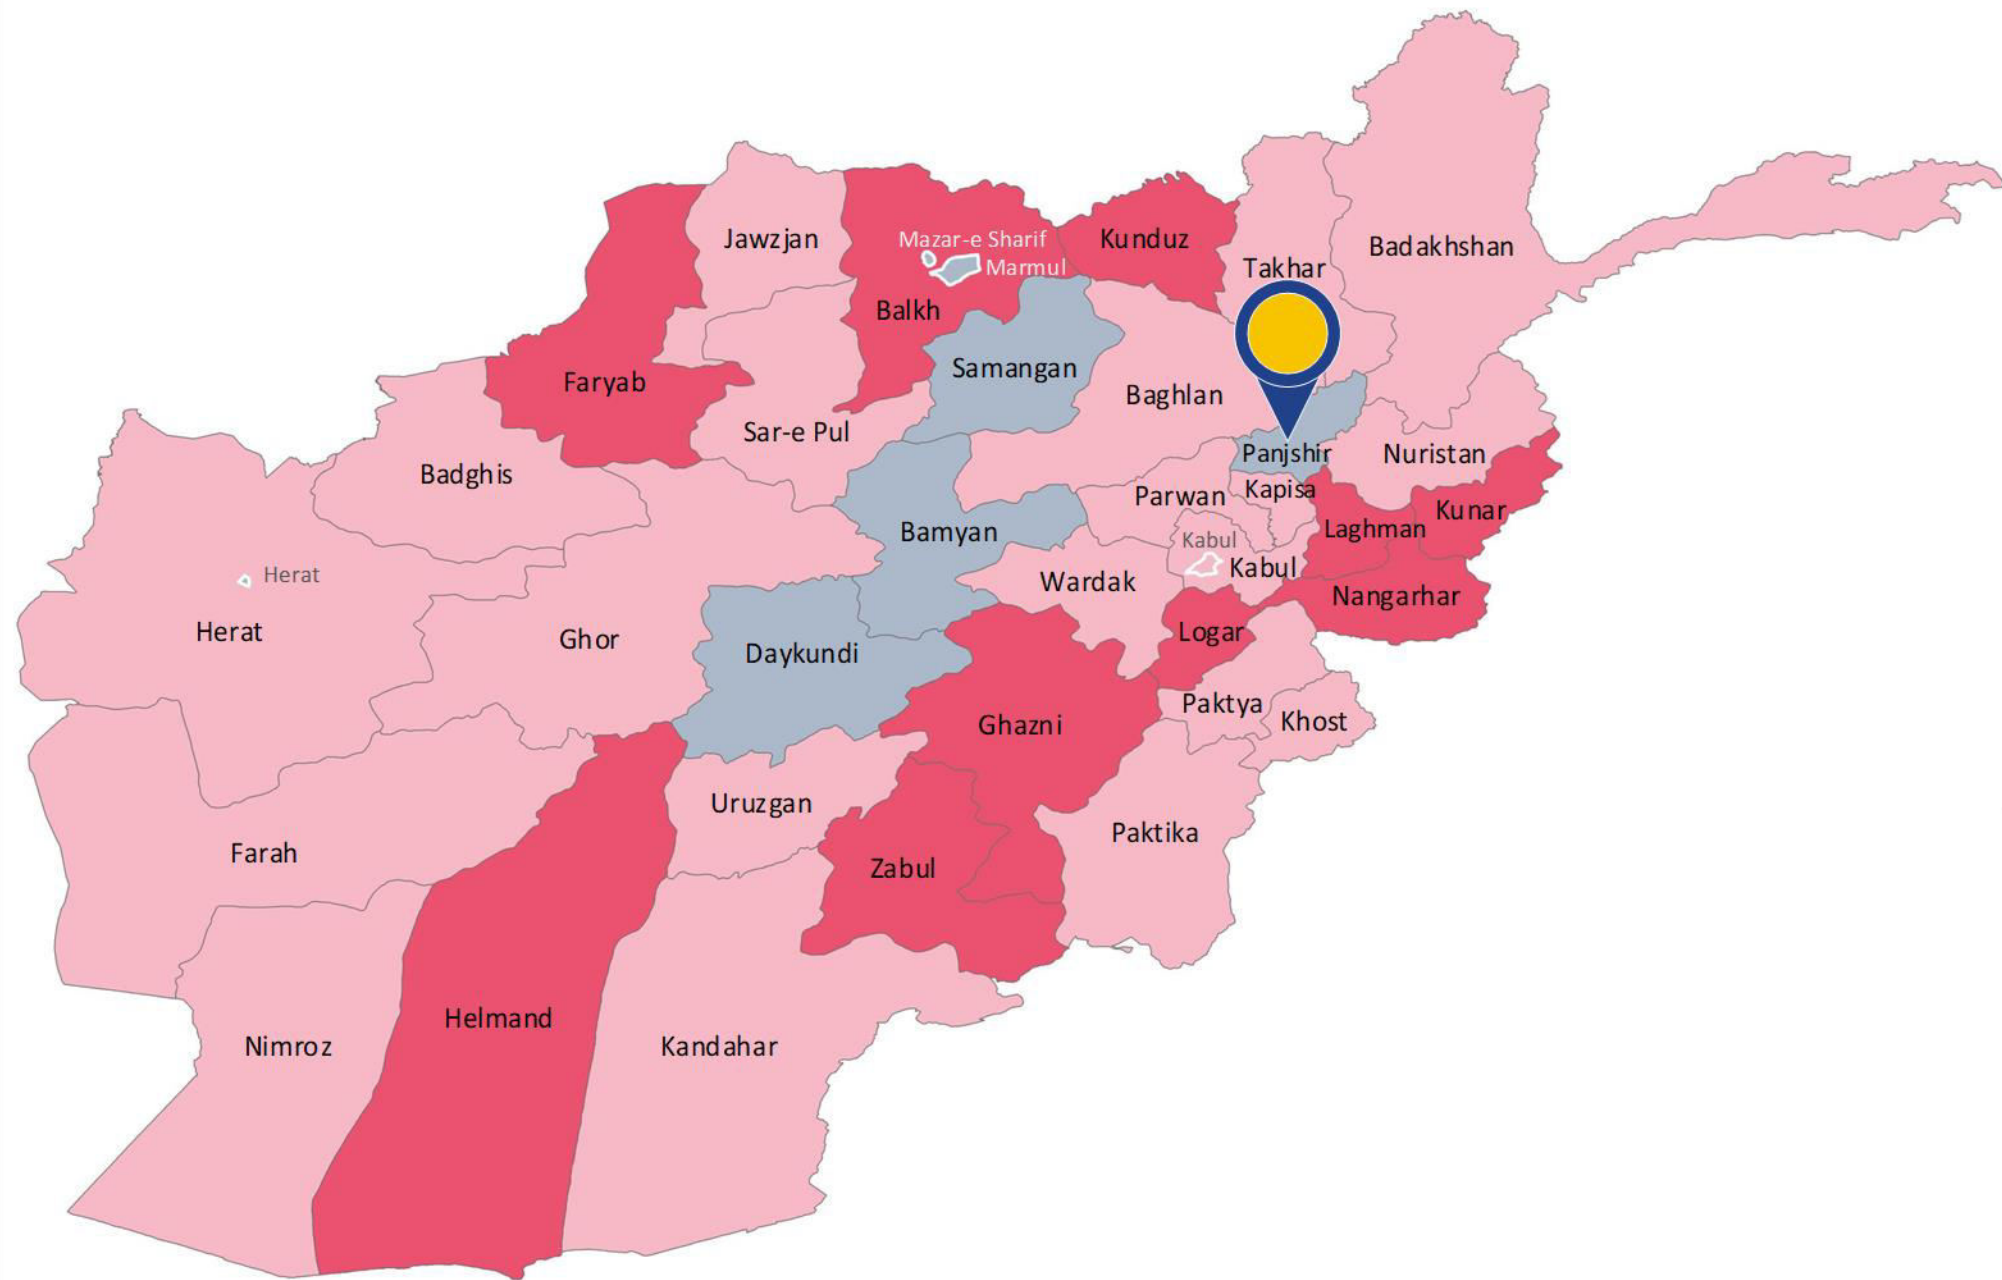 Jawzjan
Mazar-e Sharif
Marmul
Kunduz
Takhar
Badakhshan
Balkh
Samangan
Faryab
Baghlan
Sar-e Pul
Badghis
Panjshir
Nuristan
Parwan
Kapisa
Kunar
Laghman
Bamyan
Kabul
Kabul
Wardak
Nangarhar
Herat
Herat
Ghor
Daykundi
Logar
Paktya
Khost
Ghazni
Uruzgan
Paktika
Farah
Zabul
Helmand
Nimroz
Kandahar